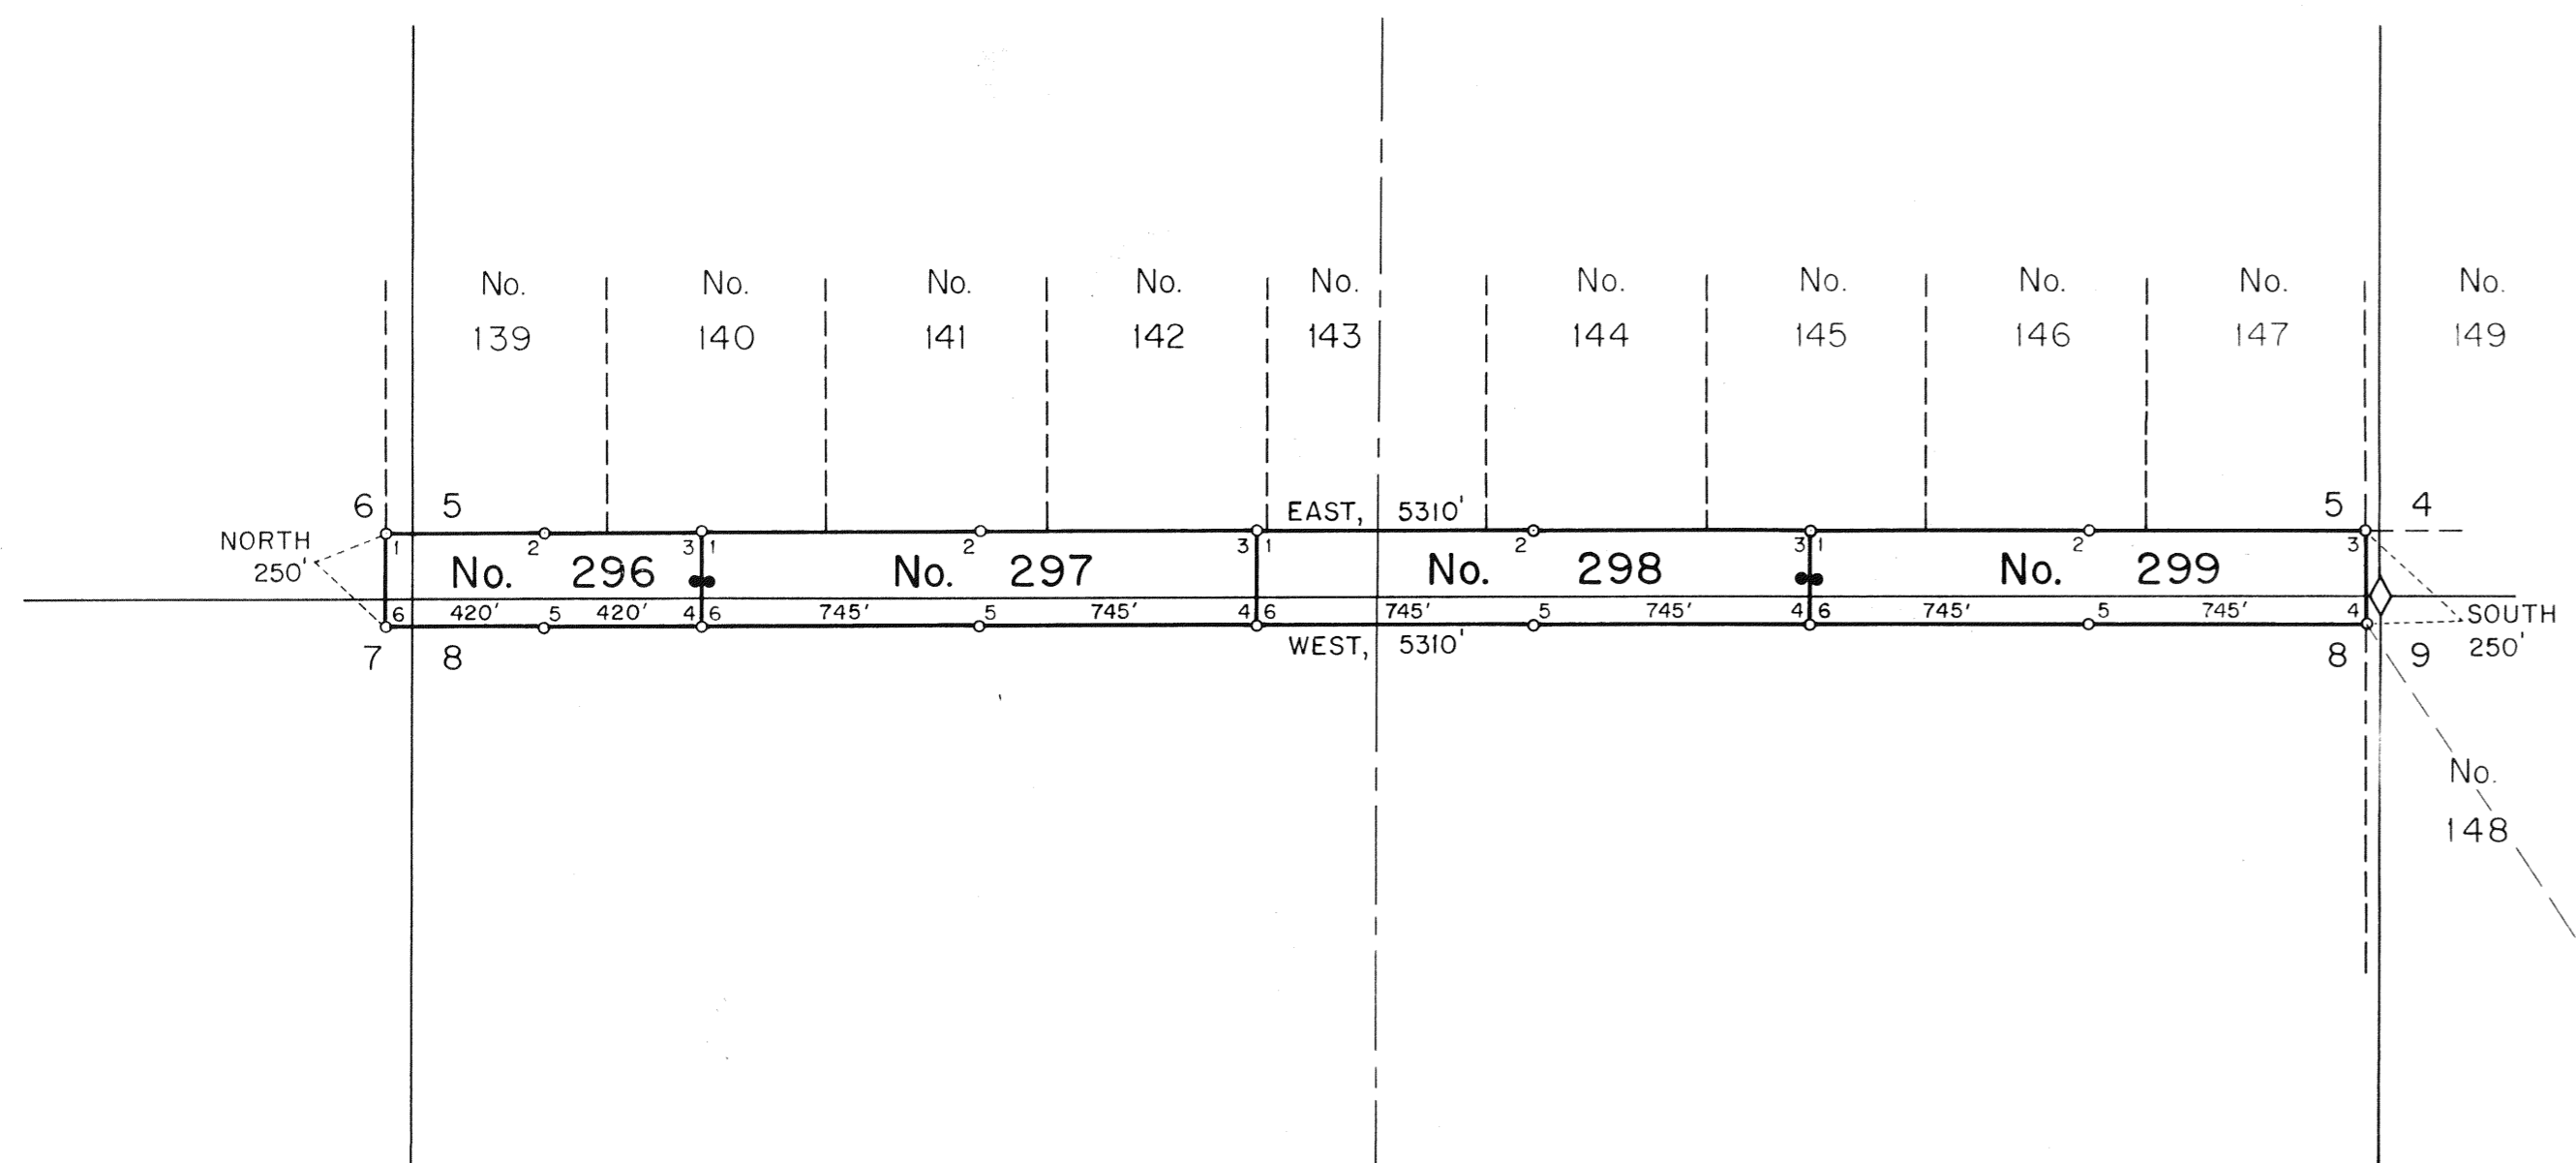 No. No. No. No. No. No. No. No. No. No.
139 140 141 142 143 144 145 146 147 149
6 5 EAST, 5310' 5 4
NORTH 1 2 3 1 2 3 1 2 3 1 2 3
250' No. 296 No. 297 No. 298 No. 299
6 420' 5 420' 4 6 745' 5 745' 4 6 745' 5 745' 4 6 745' 5 745' 4 SOUTH
7 8 WEST, 5310' 8 9 250'
No.
148